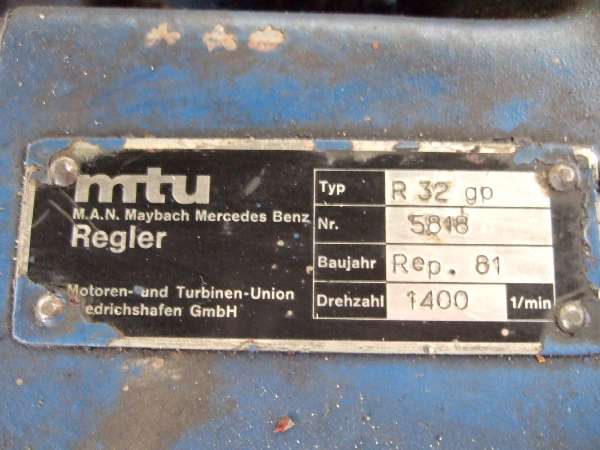 mtu
M.A.N. Maybach Mercedes Benz
Regler
Motoren- und Turbinen-Union
Friedrichshafen GmbH
Typ R 32 gp
Nr. 5818
Baujahr Rep. 81
Drehzahl 1400 1/min